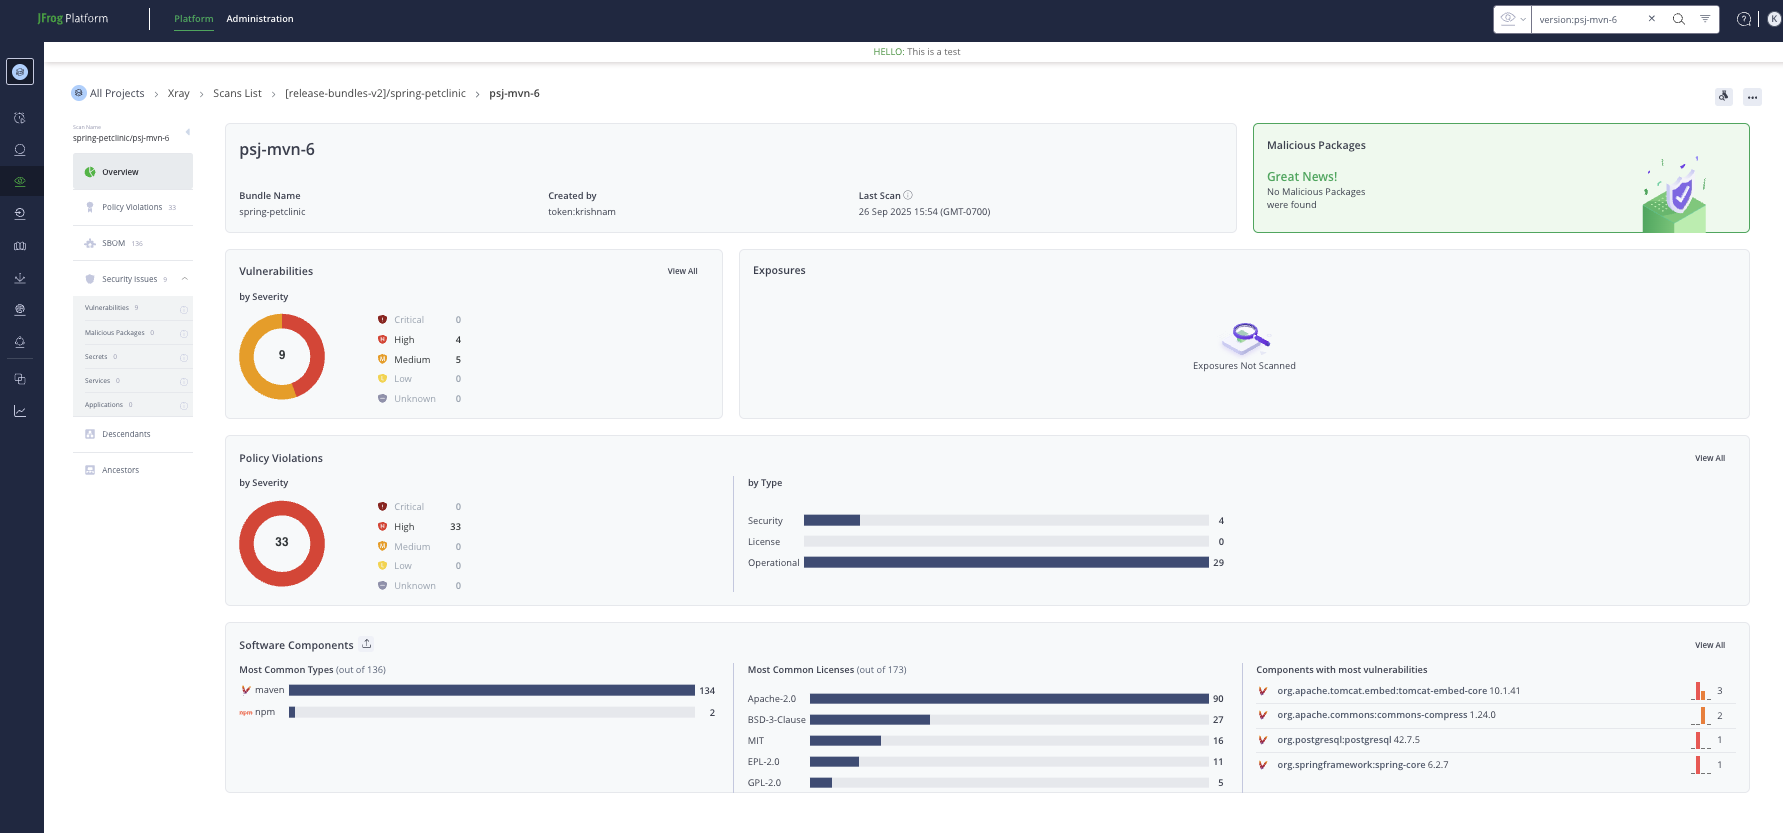 JFrog Platform
Platform
Administration
version:psj-mvn-6
K
HELLO: This is a test
All Projects > Xray > Scans List > [release-bundles-v2]/spring-petclinic > psj-mvn-6
Scan Name
spring-petclinic/psj-mvn-6
Overview
Policy Violations 33
SBOM 136
Security Issues 9
Vulnerabilities 9
Malicious Packages 0
Secrets 0
Services 0
Applications 0
Descendants
Ancestors
psj-mvn-6
Bundle Name
spring-petclinic
Created by
token:krishnam
Last Scan
26 Sep 2025 15:54 (GMT-0700)
Malicious Packages
Great News!
No Malicious Packages
were found
Vulnerabilities
View All
by Severity
9
Critical 0
High 4
Medium 5
Low 0
Unknown 0
Exposures
Exposures Not Scanned
Policy Violations
View All
by Severity
33
Critical 0
High 33
Medium 0
Low 0
Unknown 0
by Type
Security 4
License 0
Operational 29
Software Components
View All
Most Common Types (out of 136)
maven 134
npm npm 2
Most Common Licenses (out of 173)
Apache-2.0 90
BSD-3-Clause 27
MIT 16
EPL-2.0 11
GPL-2.0 5
Components with most vulnerabilities
org.apache.tomcat.embed:tomcat-embed-core 10.1.41 3
org.apache.commons:commons-compress 1.24.0 2
org.postgresql:postgresql 42.7.5 1
org.springframework:spring-core 6.2.7 1